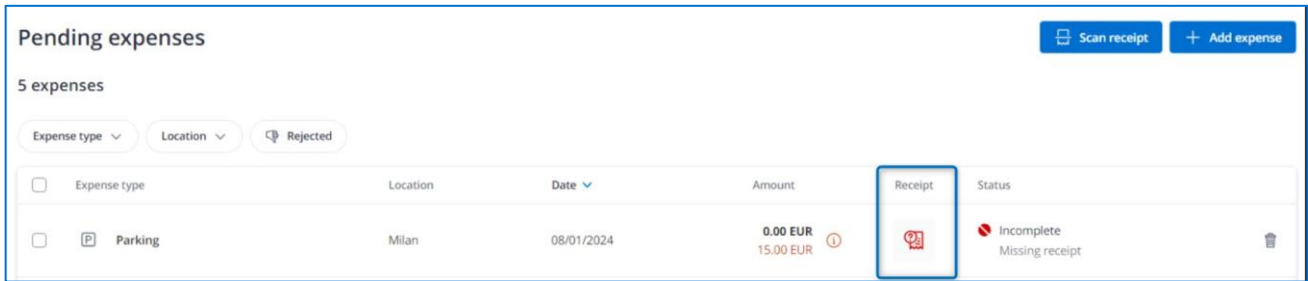 Pending expenses
Scan receipt
+ Add expense
5 expenses
Expense type
Location
Rejected
Expense type Location Date Amount Receipt Status
P Parking Milan 08/01/2024 0.00 EUR Incomplete
15.00 EUR Missing receipt